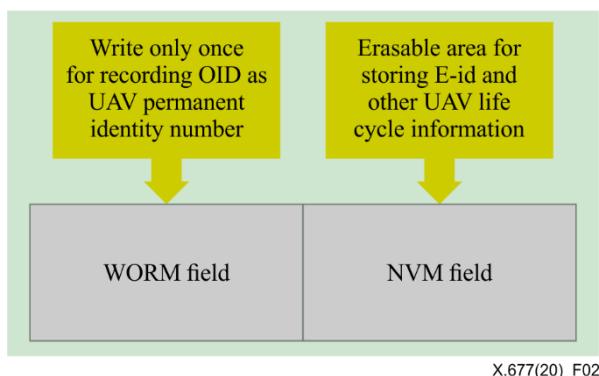 Write only once
for recording OID as
UAV permanent
identity number
Erasable area for
storing E-id and
other UAV life
cycle information
WORM field
NVM field
X.677(20)_F02